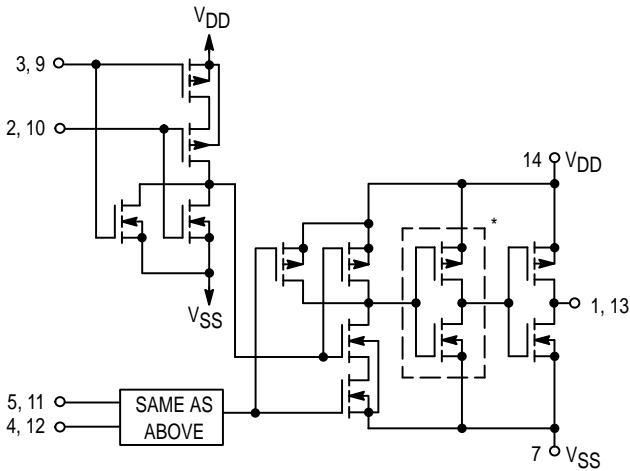 VDD
3, 9
2, 10
14
VDD
*
VSS
1, 13
5, 11
4, 12
SAME AS
ABOVE
7
VSS